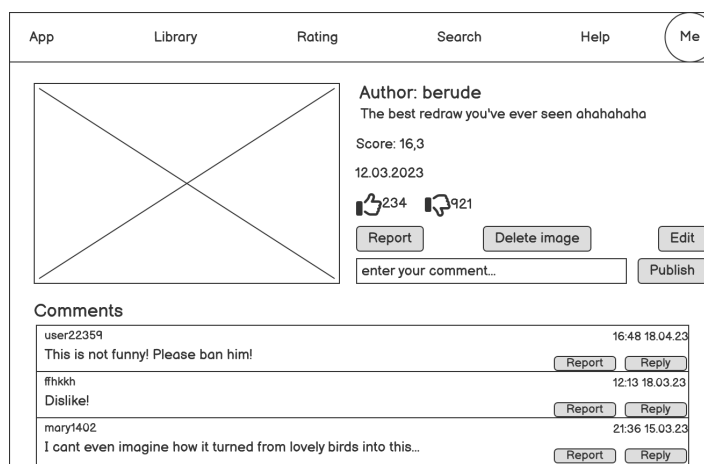 App Library Rating Search Help Me
Author: berude
The best redraw you've ever seen ahahahaha
Score: 16,3
12.03.2023
234 921
Report Delete image Edit
enter your comment... Publish
Comments
user22359 16:48 18.04.23
This is not funny! Please ban him!
Report Reply
ffhkkh 12:13 18.03.23
Dislike!
Report Reply
mary1402 21:36 15.03.23
I cant even imagine how it turned from lovely birds into this...
Report Reply